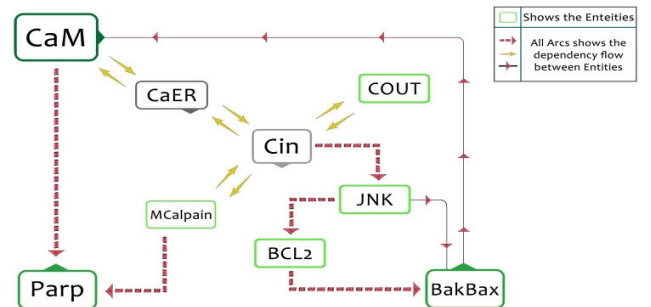 CaM
Shows the Enteities
All Arcs shows the
dependency flow
between Entities
CaER
COUT
Cin
JNK
MCalpain
BCL2
Parp
BakBax